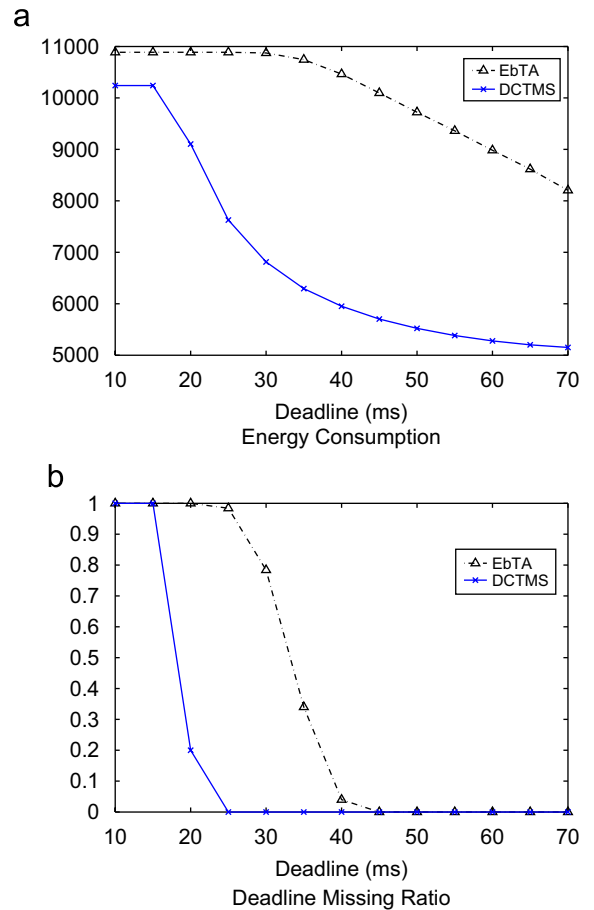 a
11000
10000
9000
8000
7000
6000
5000
EbTA
DCTMS
10 20 30 40 50 60 70
Deadline (ms)
Energy Consumption
b
1
0.9
0.8
0.7
0.6
0.5
0.4
0.3
0.2
0.1
0
EbTA
DCTMS
10 20 30 40 50 60 70
Deadline (ms)
Deadline Missing Ratio